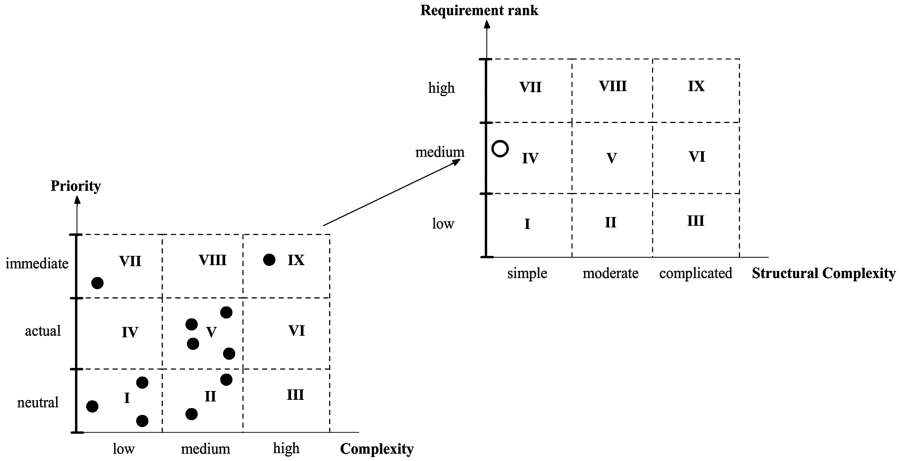 Requirement rank
high
VII
VIII
IX
medium
IV
V
VI
low
I
II
III
simple
moderate
complicated
Structural Complexity
Priority
immediate
VII
VIII
IX
actual
IV
V
VI
neutral
I
II
III
low
medium
high
Complexity